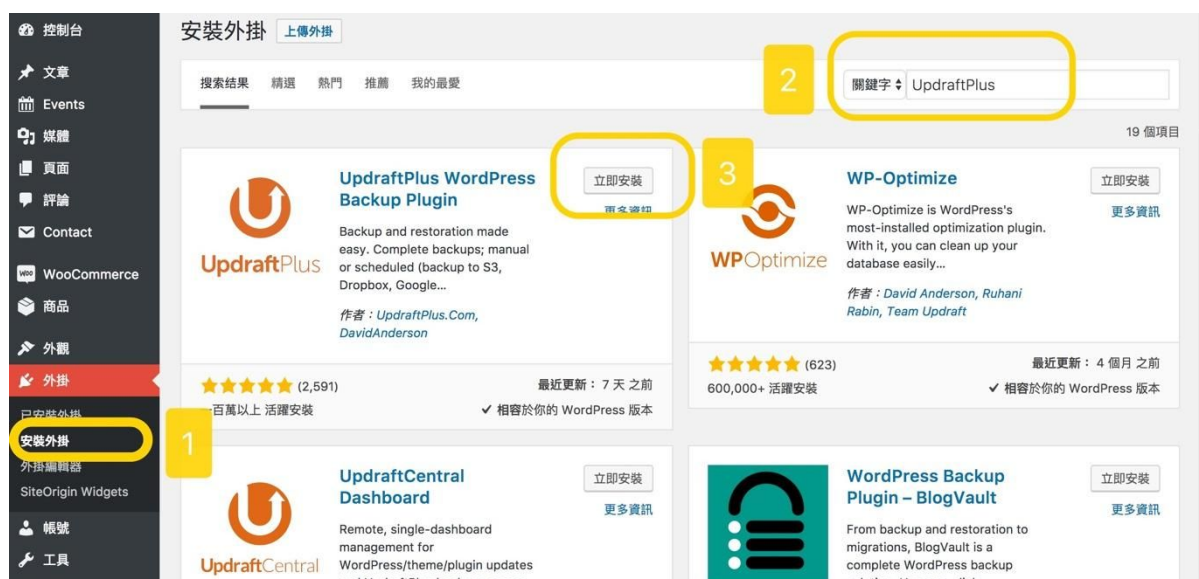 控制台
文章
Events
媒體
頁面
評論
Contact
WooCommerce
商品
外觀
外掛
已安裝外掛
安裝外掛
外掛編輯器
SiteOrigin Widgets
帳號
工具
安裝外掛 上傳外掛
搜索结果 精選 熱門 推薦 我的最愛
關鍵字 UpdraftPlus
19 個項目
1
2
3
UpdraftPlus
UpdraftPlus WordPress
Backup Plugin
立即安裝
更多資訊
Backup and restoration made
easy. Complete backups; manual
or scheduled (backup to S3,
Dropbox, Google...
作者：UpdraftPlus.Com,
DavidAnderson
(2,591)
最近更新： 7 天 之前
一百萬以上 活躍安裝
✔ 相容於你的 WordPress 版本
WPOptimize
WP-Optimize
立即安裝
更多資訊
WP-Optimize is WordPress's
most-installed optimization plugin.
With it, you can clean up your
database easily...
作者：David Anderson, Ruhani
Rabin, Team Updraft
(623)
最近更新： 4 個月 之前
600,000+ 活躍安裝
✔ 相容於你的 WordPress 版本
UpdraftCentral
UpdraftCentral
Dashboard
立即安裝
更多資訊
Remote, single-dashboard
management for
WordPress/theme/plugin updates
WordPress Backup
Plugin – BlogVault
立即安裝
更多資訊
From backup and restoration to
migrations, BlogVault is a
complete WordPress backup